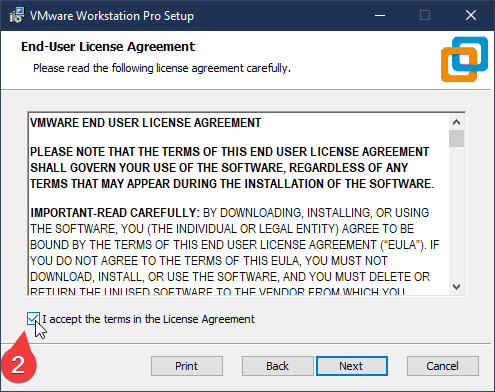 VMware Workstation Pro Setup
End-User License Agreement
Please read the following license agreement carefully.
VMWARE END USER LICENSE AGREEMENT
PLEASE NOTE THAT THE TERMS OF THIS END USER LICENSE AGREEMENT
SHALL GOVERN YOUR USE OF THE SOFTWARE, REGARDLESS OF ANY
TERMS THAT MAY APPEAR DURING THE INSTALLATION OF THE SOFTWARE.
IMPORTANT-READ CAREFULLY: BY DOWNLOADING, INSTALLING, OR USING
THE SOFTWARE, YOU (THE INDIVIDUAL OR LEGAL ENTITY) AGREE TO BE
BOUND BY THE TERMS OF THIS END USER LICENSE AGREEMENT (“EULA”). IF
YOU DO NOT AGREE TO THE TERMS OF THIS EULA, YOU MUST NOT
DOWNLOAD, INSTALL, OR USE THE SOFTWARE, AND YOU MUST DELETE OR
RETURN THE UNUSED SOFTWARE TO THE VENDOR FROM WHICH YOU
I accept the terms in the License Agreement
2
Print Back Next Cancel